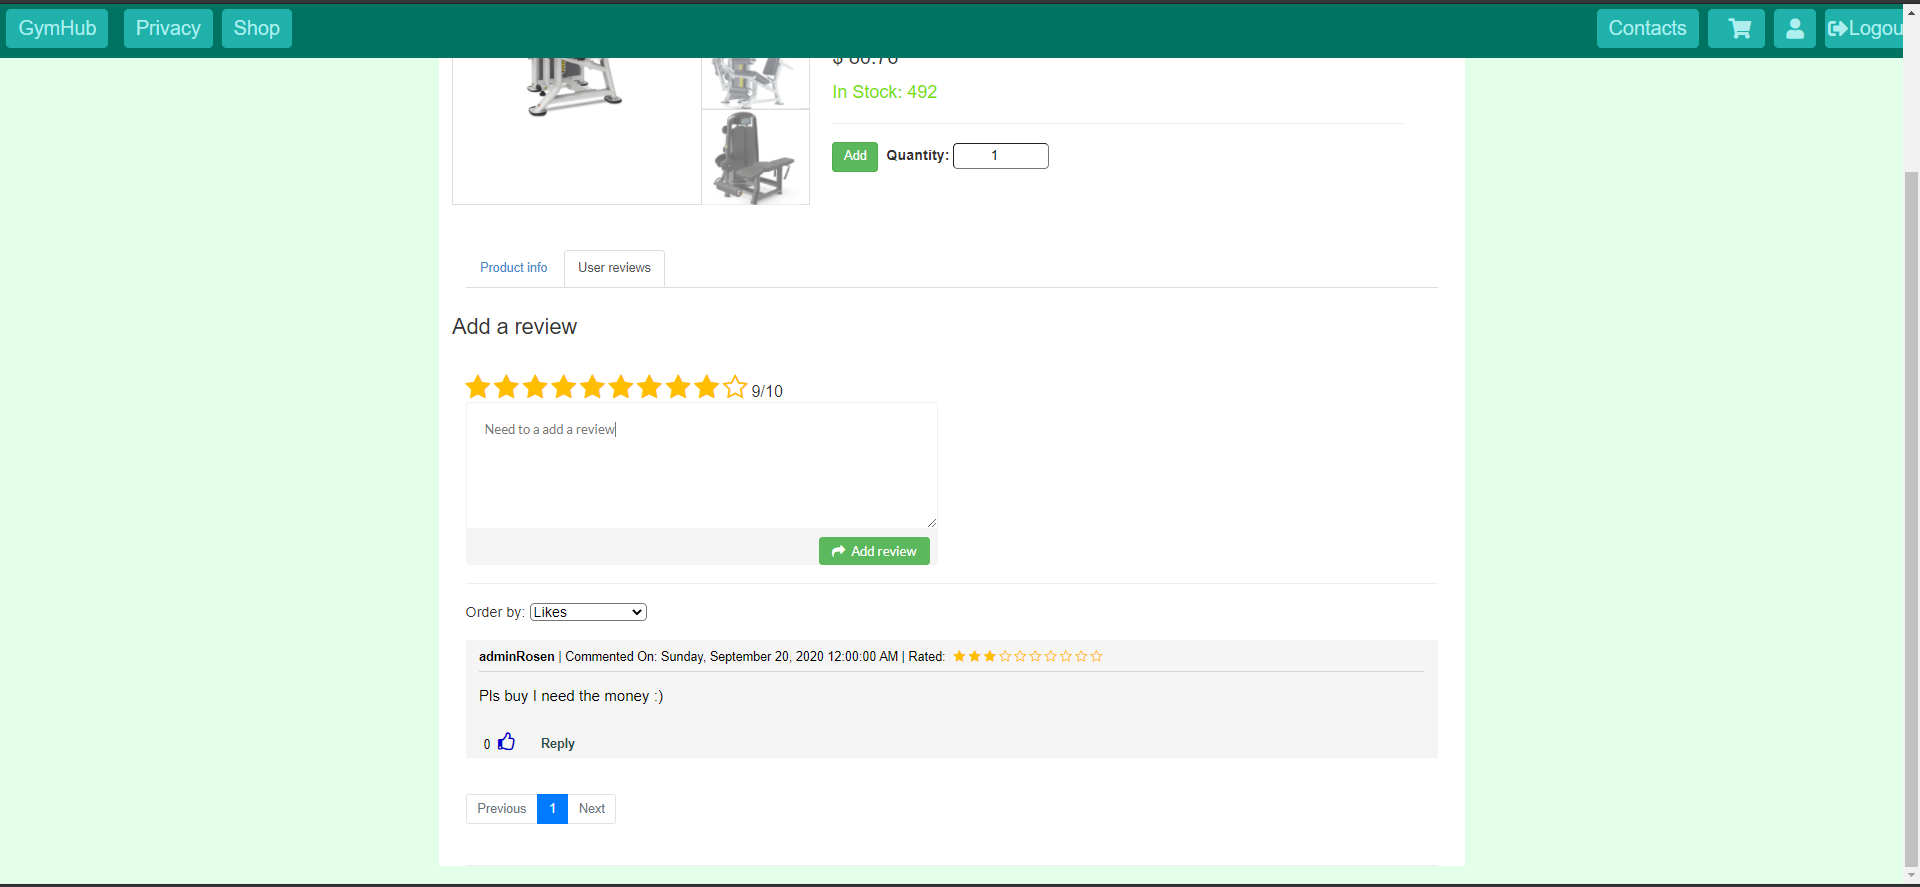 GymHub Privacy Shop Contacts Logou
In Stock: 492
Add Quantity: 1
Product info User reviews
Add a review
9/10
Need to a add a review
Add review
Order by: Likes
adminRosen | Commented On: Sunday, September 20, 2020 12:00:00 AM | Rated:
Pls buy I need the money :)
0 Reply
Previous 1 Next